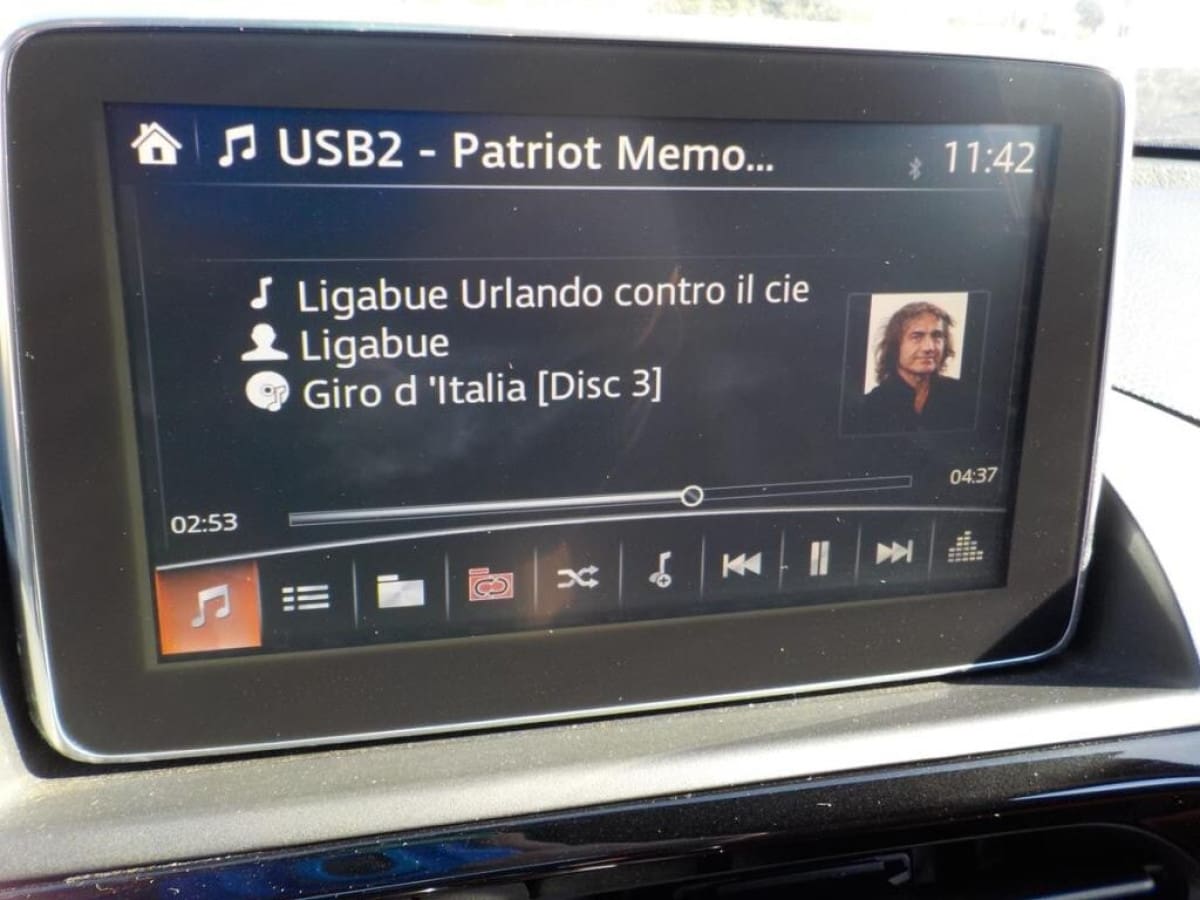 USB2 - Patriot Memo...
11:42
Ligabue Urlando contro il cie
Ligabue
Giro d 'Italia [Disc 3]
02:53
04:37